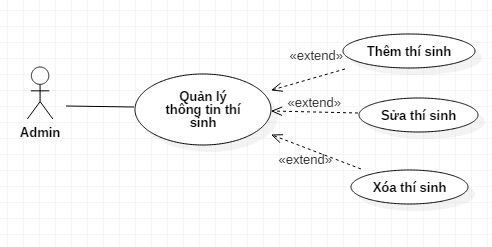 «extend»
Thêm thí sinh
Quản lý
thông tin thí
sinh
«extend»
Sửa thí sinh
Admin
«extend»
Xóa thí sinh